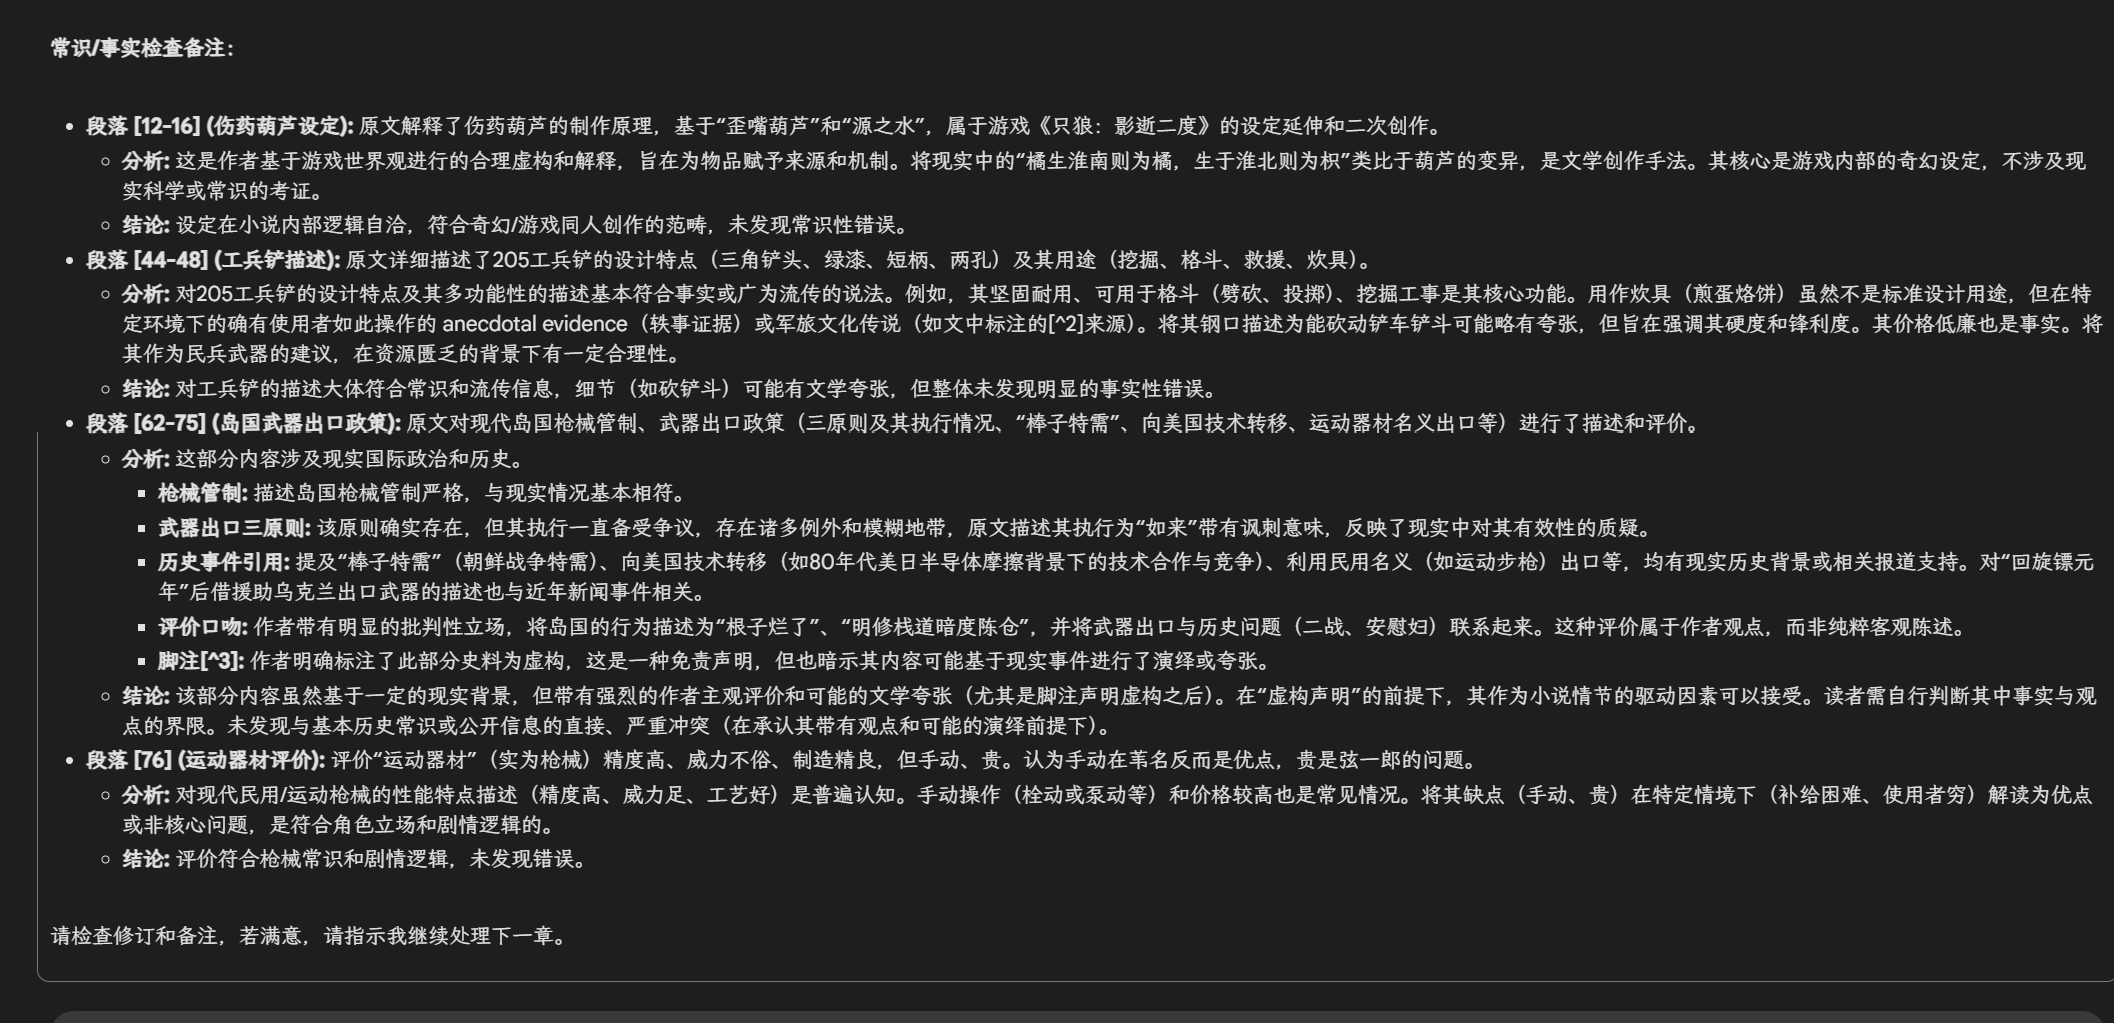 常识/事实检查备注：
• 段落 [12-16] (伤药葫芦设定): 原文解释了伤药葫芦的制作原理，基于“歪嘴葫芦”和“源之水”，属于游戏《只狼：影逝二度》的设定延伸和二次创作。
○ 分析: 这是作者基于游戏世界观进行的合理虚构和解释，旨在为物品赋予来源和机制。将现实中的“橘生淮南则为橘，生于淮北则为枳”类比于葫芦的变异，是文学创作手法。其核心是游戏内部的奇幻设定，不涉及现
实科学或常识的考证。
○ 结论: 设定在小说内部逻辑自洽，符合奇幻/游戏同人创作的范畴，未发现常识性错误。
• 段落 [44-48] (工兵铲描述): 原文详细描述了205工兵铲的设计特点（三角铲头、绿漆、短柄、两孔）及其用途（挖掘、格斗、救援、炊具）。
○ 分析: 对205工兵铲的设计特点及其多功能性的描述基本符合事实或广为流传的说法。例如，其坚固耐用、可用于格斗（劈砍、投掷）、挖掘工事是其核心功能。用作炊具（煎蛋烙饼）虽然不是标准设计用途，但在特
定环境下的确有使用者如此操作的 anecdotal evidence（轶事证据）或军旅文化传说（如文中标注的[^2]来源）。将其钢口描述为能砍动铲车铲斗可能略有夸张，但旨在强调其硬度和锋利度。其价格低廉也是事实。将
其作为民兵武器的建议，在资源匮乏的背景下有一定合理性。
○ 结论: 对工兵铲的描述大体符合常识和流传信息，细节（如砍铲斗）可能有文学夸张，但整体未发现明显的事实性错误。
• 段落 [62-75] (岛国武器出口政策): 原文对现代岛国枪械管制、武器出口政策（三原则及其执行情况、“棒子特需”、向美国技术转移、运动器材名义出口等）进行了描述和评价。
○ 分析: 这部分内容涉及现实国际政治和历史。
▪ 枪械管制: 描述岛国枪械管制严格，与现实情况基本相符。
▪ 武器出口三原则: 该原则确实存在，但其执行一直备受争议，存在诸多例外和模糊地带，原文描述其执行为“如来”带有讽刺意味，反映了现实中对其有效性的质疑。
▪ 历史事件引用: 提及“棒子特需”（朝鲜战争特需）、向美国技术转移（如80年代美日半导体摩擦背景下的技术合作与竞争）、利用民用名义（如运动步枪）出口等，均有现实历史背景或相关报道支持。对“回旋镖元
年”后借援助乌克兰出口武器的描述也与近年新闻事件相关。
▪ 评价口吻: 作者带有明显的批判性立场，将岛国的行为描述为“根子烂了”、“明修栈道暗度陈仓”，并将武器出口与历史问题（二战、安慰妇）联系起来。这种评价属于作者观点，而非纯粹客观陈述。
▪ 脚注[^3]: 作者明确标注了此部分史料为虚构，这是一种免责声明，但也暗示其内容可能基于现实事件进行了演绎或夸张。
○ 结论: 该部分内容虽然基于一定的现实背景，但带有强烈的作者主观评价和可能的文学夸张（尤其是脚注声明虚构之后）。在“虚构声明”的前提下，其作为小说情节的驱动因素可以接受。读者需自行判断其中事实与观
点的界限。未发现与基本历史常识或公开信息的直接、严重冲突（在承认其带有观点和可能的演绎前提下）。
• 段落 [76] (运动器材评价): 评价“运动器材”（实为枪械）精度高、威力不俗、制造精良，但手动、贵。认为手动在苇名反而是优点，贵是弦一郎的问题。
○ 分析: 对现代民用/运动枪械的性能特点描述（精度高、威力足、工艺好）是普遍认知。手动操作（栓动或泵动等）和价格较高也是常见情况。将其缺点（手动、贵）在特定情境下（补给困难、使用者穷）解读为优点
或非核心问题，是符合角色立场和剧情逻辑的。
○ 结论: 评价符合枪械常识和剧情逻辑，未发现错误。
请检查修订和备注，若满意，请指示我继续处理下一章。